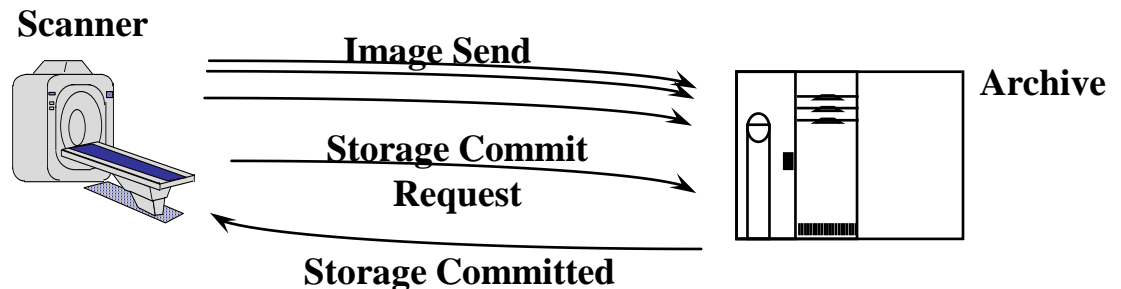 Scanner
Image Send
Archive
Storage Commit
Request
Storage Committed